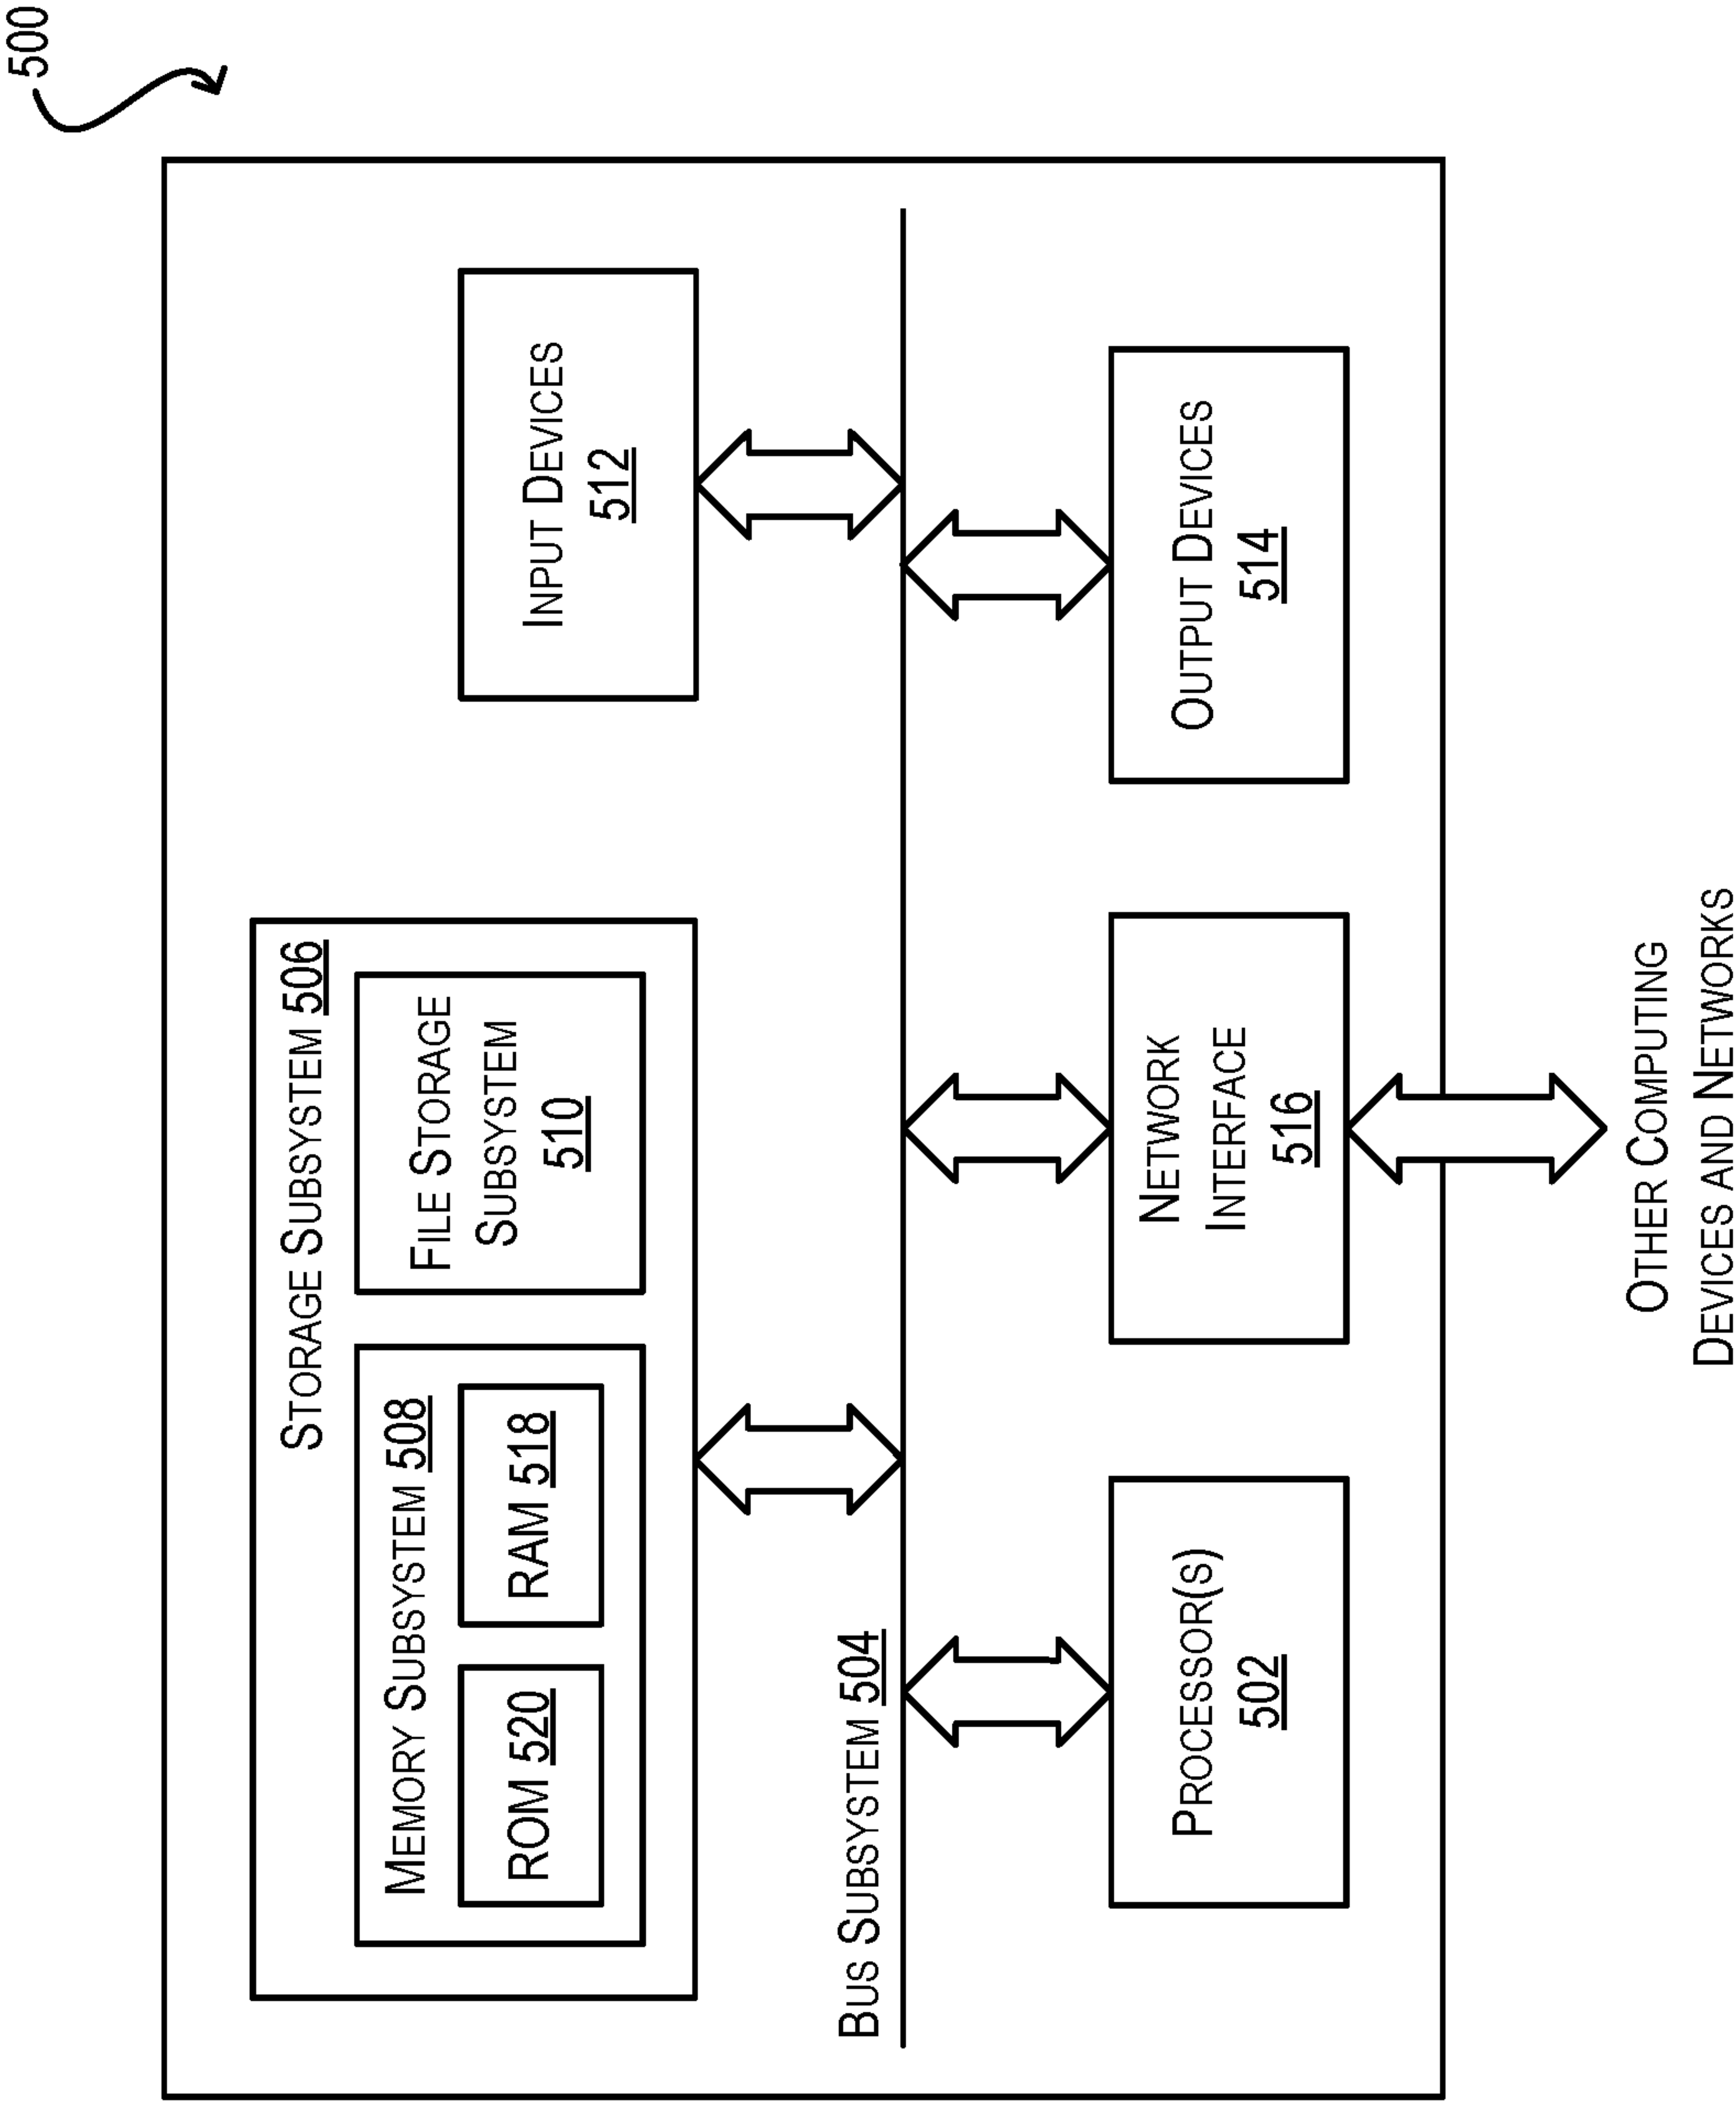 500
STORAGE SUBSYSTEM 506
MEMORY SUBSYSTEM 508
ROM 520
RAM 518
FILE STORAGE
SUBSYSTEM
510
INPUT DEVICES
512
BUS SUBSYSTEM 504
PROCESSOR(S)
502
NETWORK
INTERFACE
516
OUTPUT DEVICES
514
OTHER COMPUTING
DEVICES AND NETWORKS